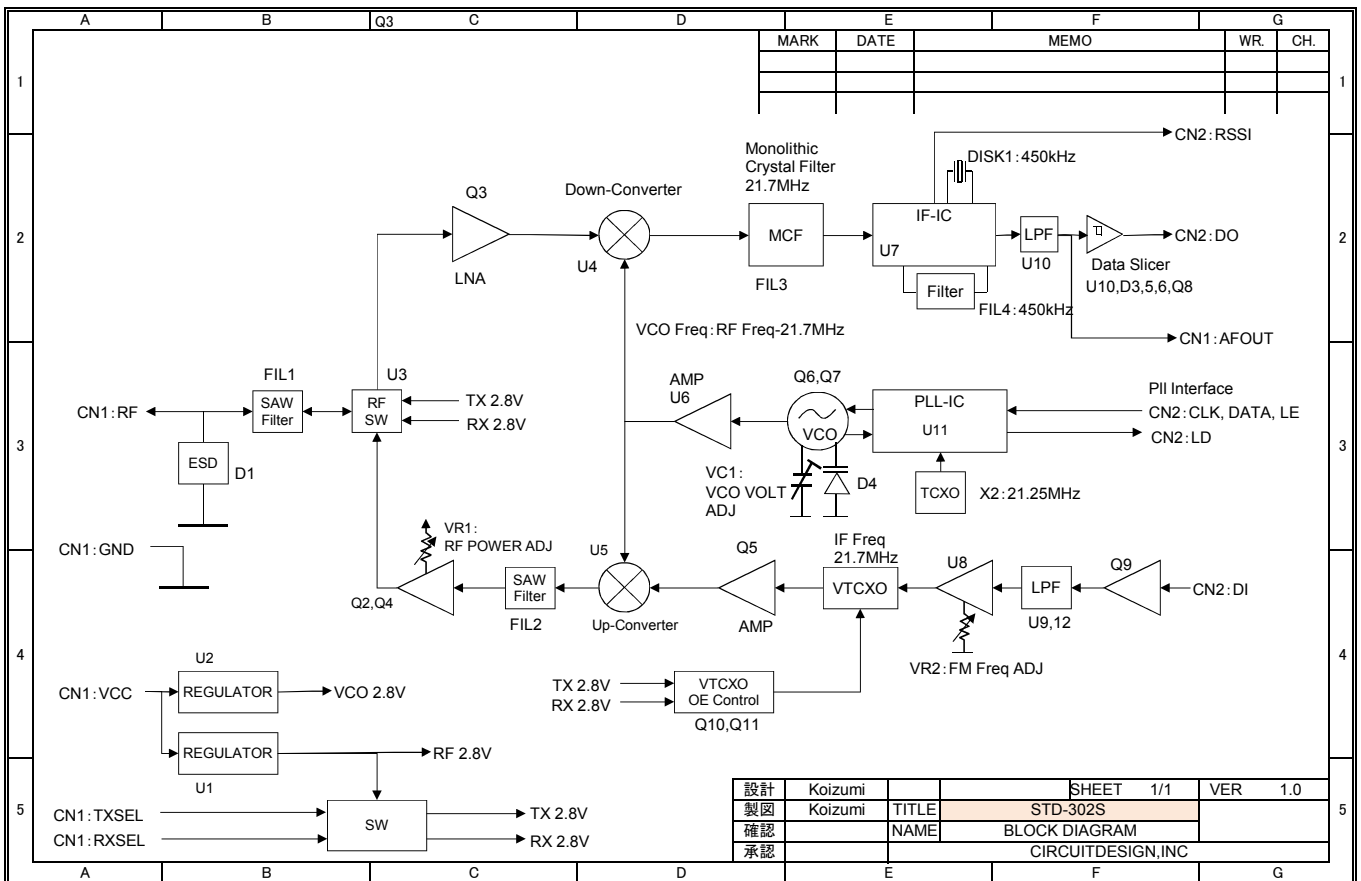 A B Q3 C D E F G
MARK DATE MEMO WR. CH.
1 1
CN2:RSSI
Monolithic
Crystal Filter
21.7MHz
DISK1:450kHz
Q3
Down-Converter
IF-IC
2 MCF U7 LPF CN2:DO 2
U4
U10
Data Slicer
U10,D3,5,6,Q8
LNA
FIL3
Filter
FIL4:450kHz
VCO Freq:RF Freq-21.7MHz
CN1:AFOUT
FIL1
U3
AMP
U6
Q6,Q7
PLL-IC
U11
PII Interface
CN1:RF
SAW
Filter
RF
SW
TX 2.8V
RX 2.8V
VCO
CN2:CLK, DATA, LE
CN2:LD
3 3
ESD
D1
VC1:
VCO VOLT
ADJ
D4
TCXO
X2:21.25MHz
CN1:GND
VR1:
RF POWER ADJ
U5
Q5
IF Freq
21.7MHz
U8
Q9
Q2,Q4
SAW
Filter
FIL2
Up-Converter
AMP
VTCXO
LPF
U9,12
CN2:DI
4 4
VR2:FM Freq ADJ
U2
CN1:VCC
REGULATOR
VCO 2.8V
TX 2.8V
RX 2.8V
VTCXO
OE Control
Q10,Q11
REGULATOR
RF 2.8V
U1
5 5
CN1:TXSEL
CN1:RXSEL
SW
TX 2.8V
RX 2.8V
設計 Koizumi SHEET 1/1 VER 1.0
製図 Koizumi TITLE STD-302S
確認 NAME BLOCK DIAGRAM
承認 CIRCUITDESIGN,INC
A B C D E F G